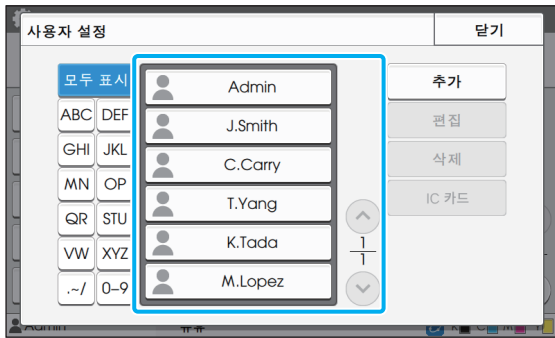 사용자 설정
닫기
모두 표시
ABC DEF
GHI JKL
MN OP
QR STU
VW XYZ
.~/ 0–9
Admin
J.Smith
C.Carry
T.Yang
K.Tada
M.Lopez
1
1
추가
편집
삭제
IC 카드
Admin